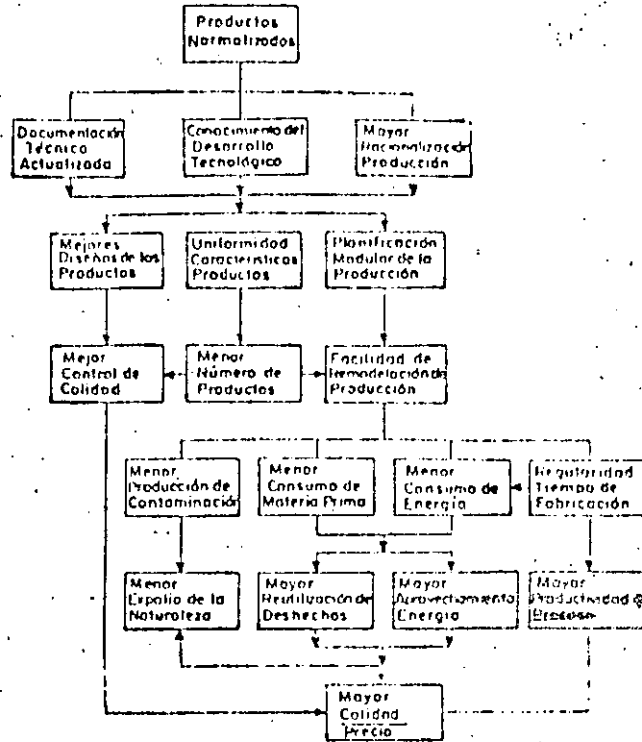 Productos
Normalizados
Documentación
Técnica
Actualizada
Conocimiento del
Desarrollo
Tecnológico
Mayor
Racionalización
Producción
Mejores
Diseños de los
Productos
Uniformidad
Características
Productos
Planificación
Modular de la
Producción
Mejor
Control de
Calidad
Menor
Número de
Productos
Facilidad de
Remodelación de
Producción
Menor
Producción de
Contaminación
Menor
Consumo de
Materia Prima
Menor
Consumo de
Energía
Regularidad
Tiempo de
Fabricación
Menor
Expolio de la
Naturaleza
Mayor
Reutilización de
Deshechos
Mayor
Aprovechamiento
Energía
Mayor
Productividad
Proceso
Mayor
Calidad
Precio